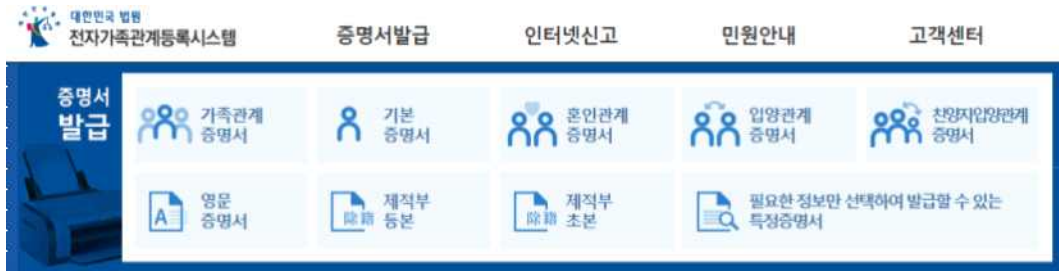 대한민국 법원
전자가족관계등록시스템
증명서발급
인터넷신고
민원안내
고객센터
증명서
발급
가족관계
증명서
기본
증명서
혼인관계
증명서
입양관계
증명서
친양자입양관계
증명서
A
영문
증명서
除籍
제적부
등본
除籍
제적부
초본
필요한 정보만 선택하여 발급할 수 있는
특정증명서